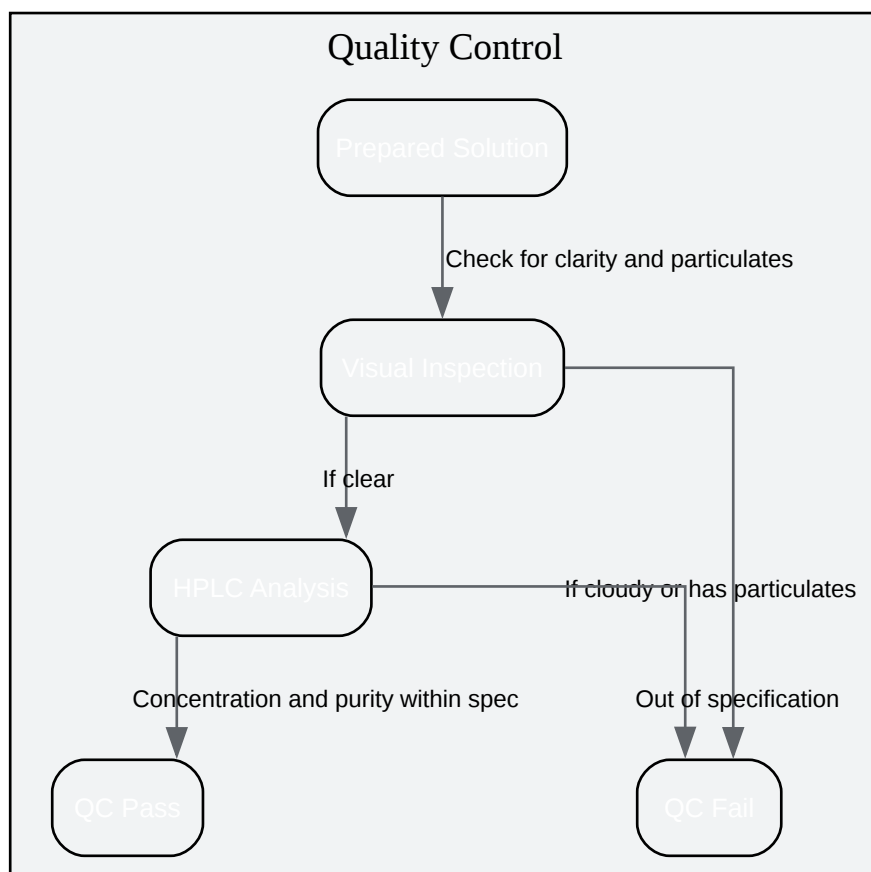 Quality Control
Prepared Solution
Check for clarity and particulates
Visual Inspection
If clear
HPLC Analysis
If cloudy or has particulates
Concentration and purity within spec
Out of specification
QC Pass
QC Fail